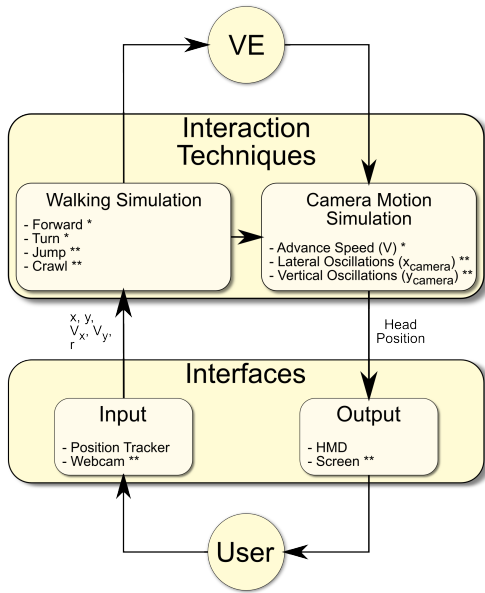 VE
Interaction
Techniques
Walking Simulation
- Forward *
- Turn *
- Jump **
- Crawl **
Camera Motion
Simulation
- Advance Speed (V) *
- Lateral Oscillations (xcamera) **
- Vertical Oscillations (ycamera) **
x, y,
Vx, Vy,
r
Head
Position
Interfaces
Input
- Position Tracker
- Webcam **
Output
- HMD
- Screen **
User